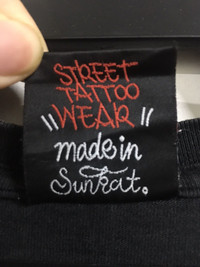 STREET
TATTOO
"WEAR"
made in
Sunkat.